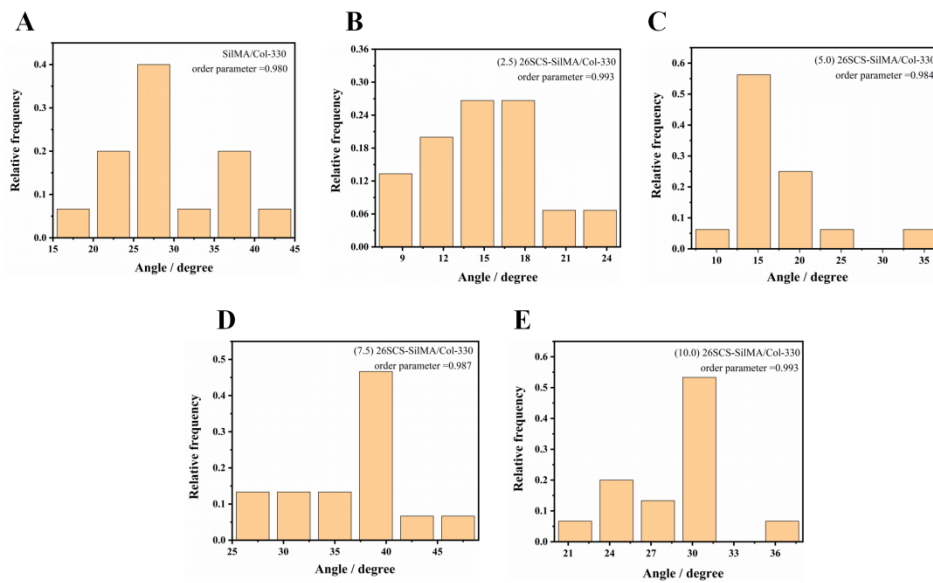 A
SilMA/Col-330
order parameter =0.980
Relative frequency
0.4
0.3
0.2
0.1
0.0
15 20 25 30 35 40 45
Angle / degree
B
(2.5) 26SCS-SilMA/Col-330
order parameter =0.993
Relative frequency
0.36
0.30
0.24
0.18
0.12
0.06
0.00
9 12 15 18 21 24
Angle / degree
C
(5.0) 26SCS-SilMA/Col-330
order parameter =0.984
Relative frequency
0.6
0.5
0.4
0.3
0.2
0.1
0.0
10 15 20 25 30 35
Angle / degree
D
(7.5) 26SCS-SilMA/Col-330
order parameter =0.987
Relative frequency
0.5
0.4
0.3
0.2
0.1
0.0
25 30 35 40 45
Angle / degree
E
(10.0) 26SCS-SilMA/Col-330
order parameter =0.993
Relative frequency
0.6
0.5
0.4
0.3
0.2
0.1
0.0
21 24 27 30 33 36
Angle / degree